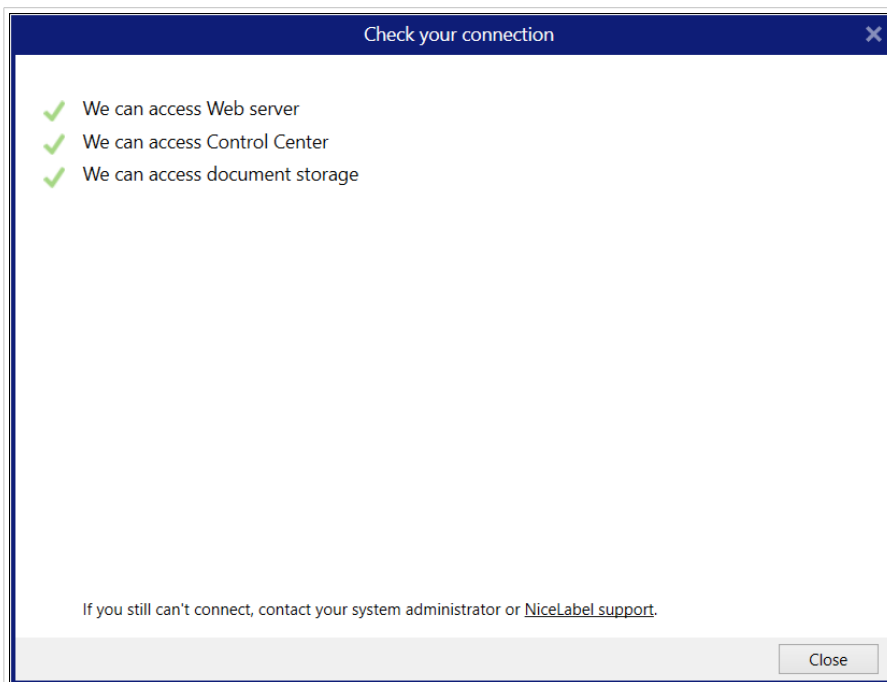 Check your connection
We can access Web server
We can access Control Center
We can access document storage
If you still can't connect, contact your system administrator or NiceLabel support.
Close